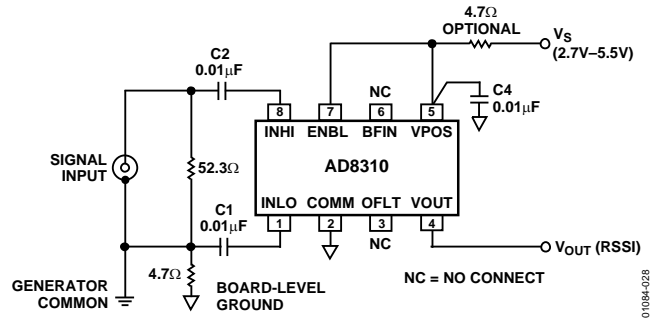 4.7Ω
OPTIONAL
VS
(2.7V–5.5V)
C2
0.01μF
NC
C4
0.01μF
8
7
6
5
INHI ENBL BFIN VPOS
SIGNAL
INPUT
52.3Ω
AD8310
C1
0.01μF
INLO COMM OFLT VOUT
1
2
3
4
NC
VOUT (RSSI)
4.7Ω
GENERATOR
COMMON
BOARD-LEVEL
GROUND
NC = NO CONNECT
01084-028